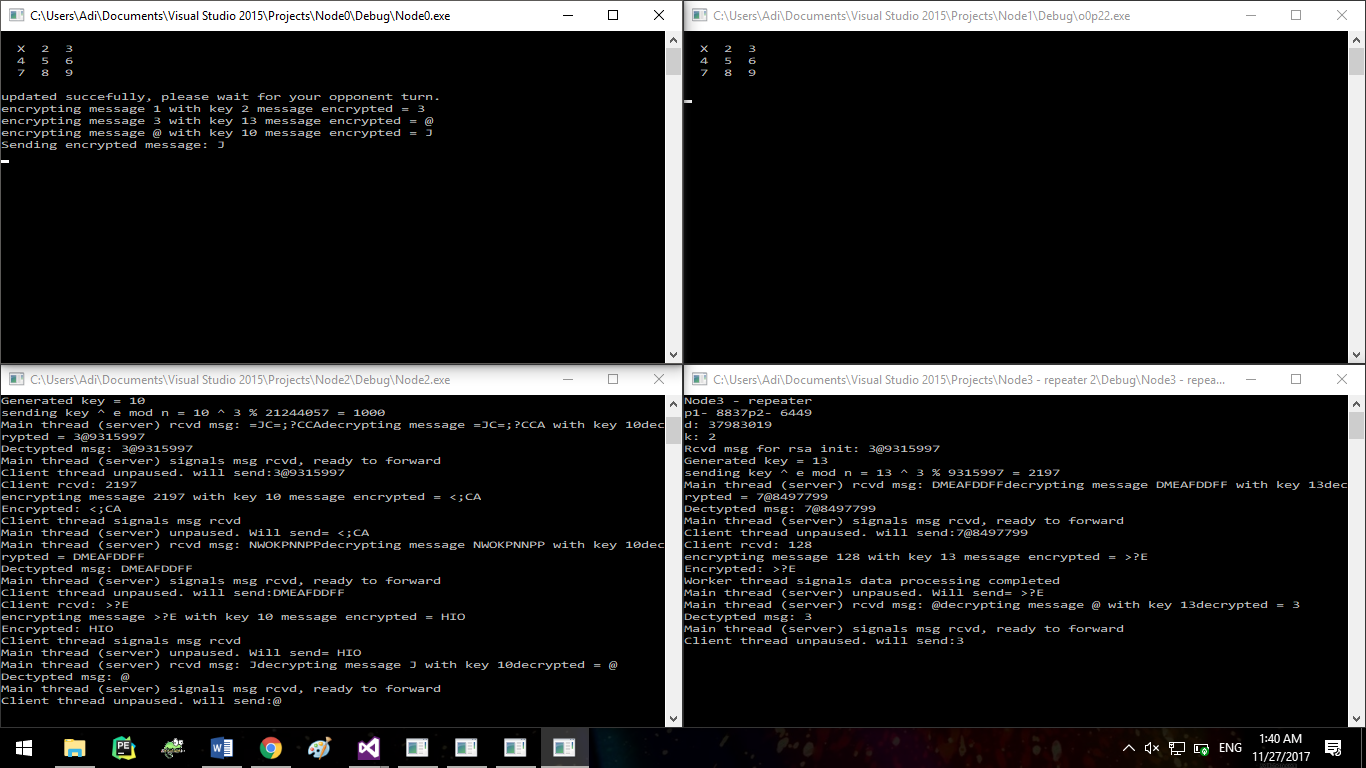 C:\Users\Adi\Documents\Visual Studio 2015\Projects\Node0\Debug\Node0.exe
X 2 3
4 5 6
7 8 9
updated succefully, please wait for your opponent turn.
encrypting message 1 with key 2 message encrypted = 3
encrypting message 3 with key 13 message encrypted = @
encrypting message @ with key 10 message encrypted = J
Sending encrypted message: J
C:\Users\Adi\Documents\Visual Studio 2015\Projects\Node1\Debug\o0p22.exe
X 2 3
4 5 6
7 8 9
C:\Users\Adi\Documents\Visual Studio 2015\Projects\Node2\Debug\Node2.exe
Generated key = 10
sending key ^ e mod n = 10 ^ 3 % 21244057 = 1000
Main thread (server) rcvd msg: =JC=;?CCAdecrypting message =JC=;?CCA with key 10dec
rypted = 3@9315997
Dectypted msg: 3@9315997
Main thread (server) signals msg rcvd, ready to forward
Client thread unpaused. will send:3@9315997
Client rcvd: 2197
encrypting message 2197 with key 10 message encrypted = <;CA
Encrypted: <;CA
Client thread signals msg rcvd
Main thread (server) unpaused. Will send= <;CA
Main thread (server) rcvd msg: NWOKPNNPPdecrypting message NWOKPNNPP with key 10dec
rypted = DMEAFDDFF
Dectypted msg: DMEAFDDFF
Main thread (server) signals msg rcvd, ready to forward
Client thread unpaused. will send:DMEAFDDFF
Client rcvd: >?E
encrypting message >?E with key 10 message encrypted = HIO
Encrypted: HIO
Client thread signals msg rcvd
Main thread (server) unpaused. Will send= HIO
Main thread (server) rcvd msg: Jdecrypting message J with key 10decrypted = @
Dectypted msg: @
Main thread (server) signals msg rcvd, ready to forward
Client thread unpaused. will send:@
C:\Users\Adi\Documents\Visual Studio 2015\Projects\Node3 - repeater 2\Debug\Node3 - repea...
Node3 - repeater
p1- 8837p2- 6449
d: 37983019
k: 2
Rcvd msg for rsa init: 3@9315997
Generated key = 13
sending key ^ e mod n = 13 ^ 3 % 9315997 = 2197
Main thread (server) rcvd msg: DMEAFDDFFdecrypting message DMEAFDDFF with key 13dec
rypted = 7@8497799
Dectypted msg: 7@8497799
Main thread (server) signals msg rcvd, ready to forward
Client thread unpaused. will send:7@8497799
Client rcvd: 128
encrypting message 128 with key 13 message encrypted = >?E
Encrypted: >?E
Worker thread signals data processing completed
Main thread (server) unpaused. Will send= >?E
Main thread (server) rcvd msg: @decrypting message @ with key 13decrypted = 3
Dectypted msg: 3
Main thread (server) signals msg rcvd, ready to forward
Client thread unpaused. will send:3
PE
W
ENG
1:40 AM
11/27/2017